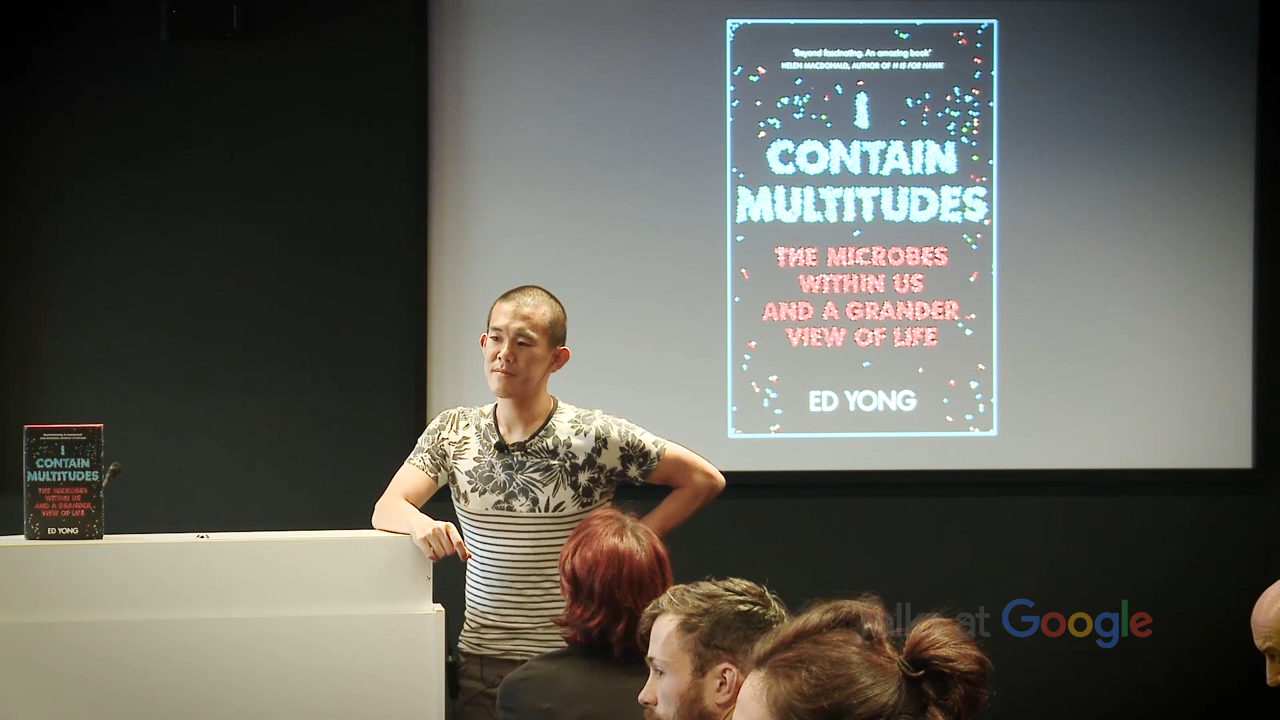 'Beyond fascinating. An amazing book'
HELEN MACDONALD, AUTHOR OF H IS FOR HAWK
I
CONTAIN
MULTITUDES
THE MICROBES
WITHIN US
AND A GRANDER
VIEW OF LIFE
ED YONG
I
CONTAIN
MULTITUDES
THE MICROBES
WITHIN US
AND A GRANDER
VIEW OF LIFE
ED YONG
Talks at Google